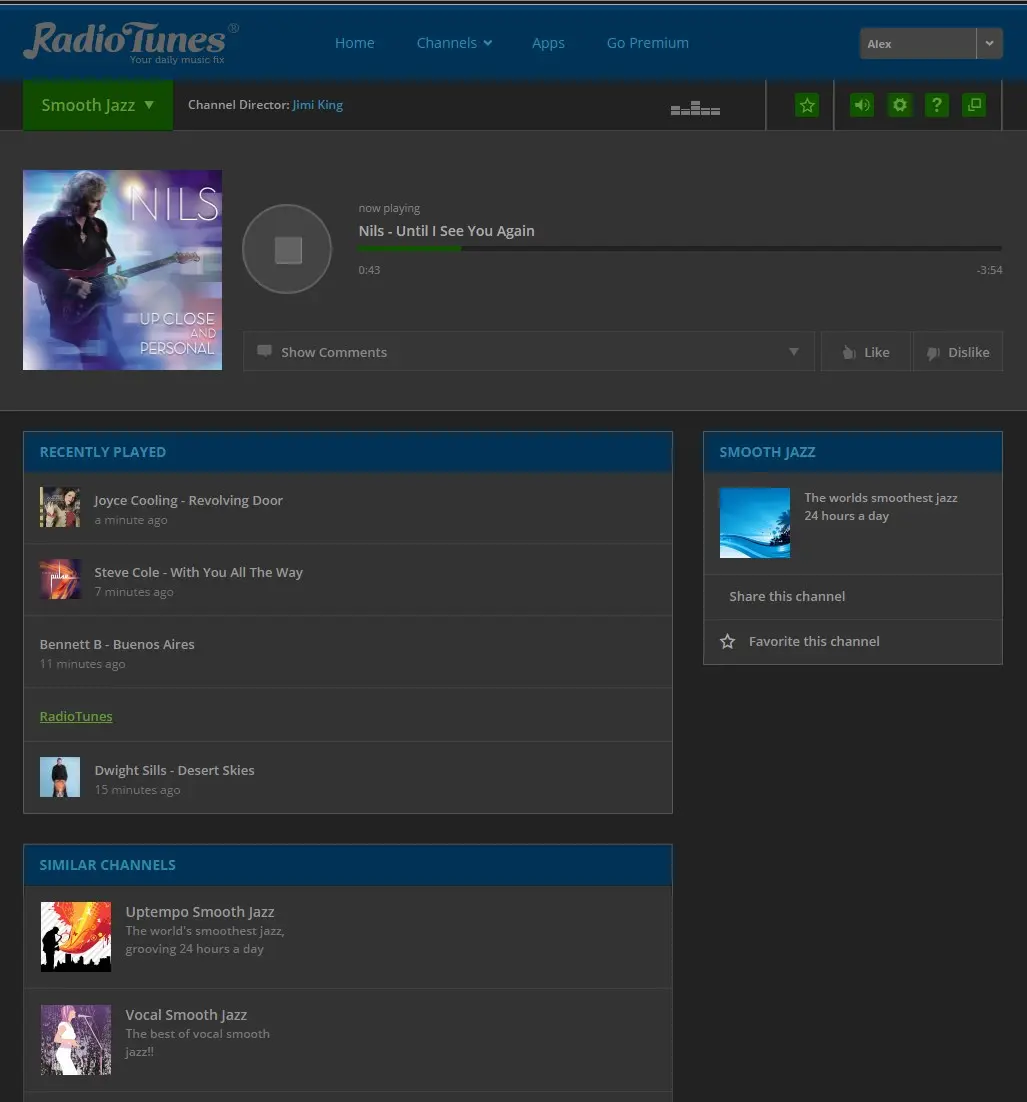 RadioTunes®
Your daily music fix
Home
Channels
Apps
Go Premium
Alex
Smooth Jazz
Channel Director: Jimi King
?
NILS
UP CLOSE
AND
PERSONAL
now playing
Nils - Until I See You Again
0:43
-3:54
Show Comments
Like
Dislike
RECENTLY PLAYED
Joyce Cooling - Revolving Door
a minute ago
pulse
Steve Cole - With You All The Way
7 minutes ago
Bennett B - Buenos Aires
11 minutes ago
RadioTunes
Dwight Sills - Desert Skies
15 minutes ago
SMOOTH JAZZ
The worlds smoothest jazz
24 hours a day
Share this channel
Favorite this channel
SIMILAR CHANNELS
Uptempo Smooth Jazz
The world's smoothest jazz,
grooving 24 hours a day
Vocal Smooth Jazz
The best of vocal smooth
jazz!!